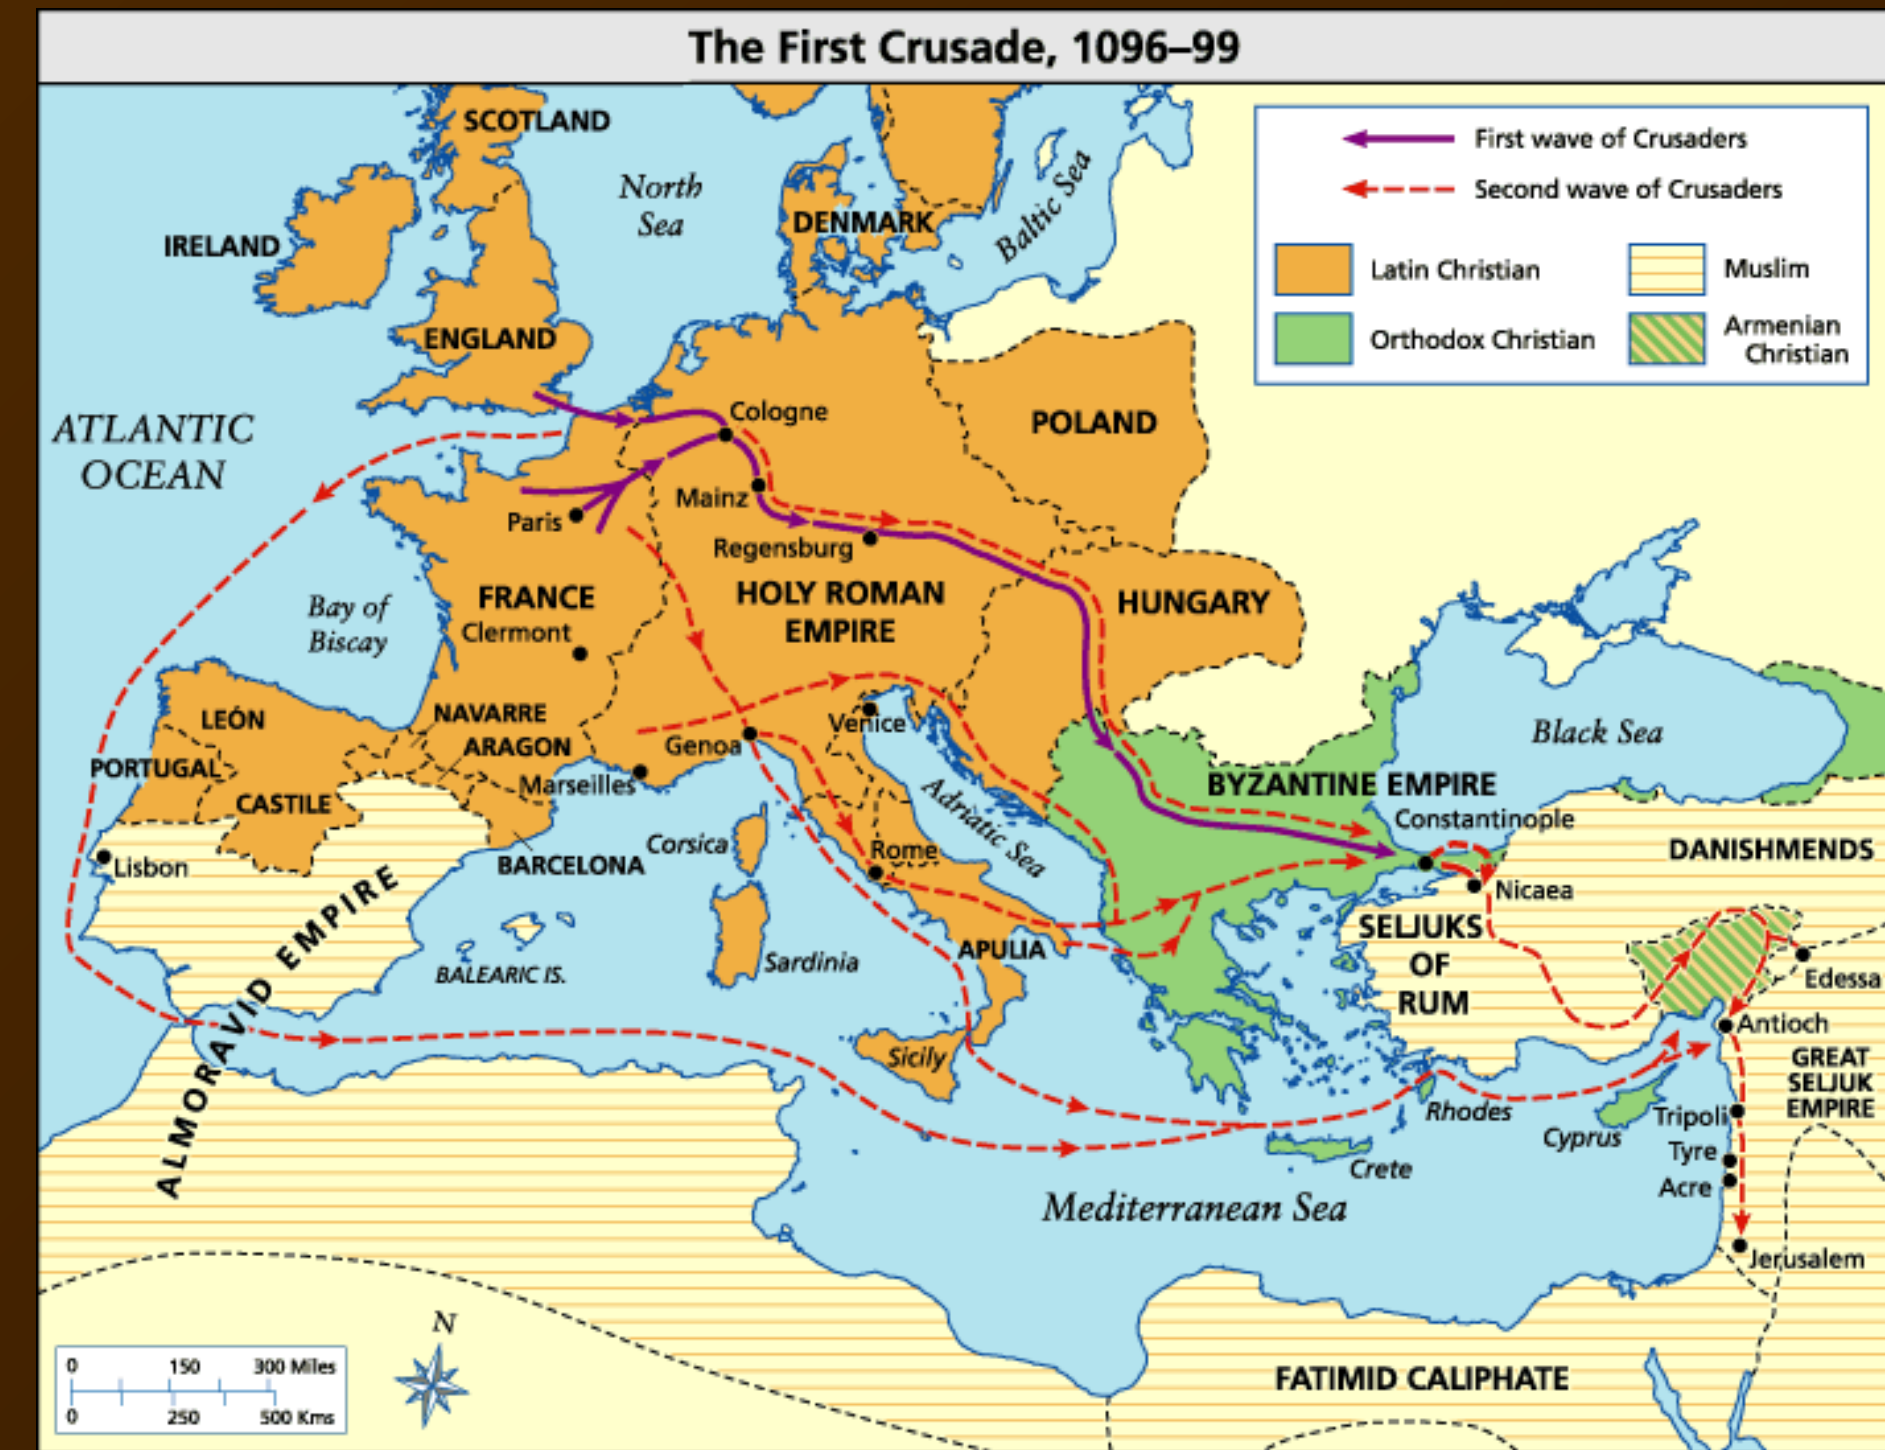 The First Crusade, 1096–99
First wave of Crusaders
Second wave of Crusaders
Latin Christian
Muslim
Orthodox Christian
Armenian
Christian
SCOTLAND
North
Sea
IRELAND
DENMARK
Baltic Sea
ENGLAND
ATLANTIC
OCEAN
Cologne
POLAND
Mainz
Paris
Regensburg
Bay of
Biscay
FRANCE
Clermont
HOLY ROMAN
EMPIRE
HUNGARY
LEÓN
NAVARRE
ARAGON
Venice
Genoa
Black Sea
PORTUGAL
CASTILE
Marseilles
BYZANTINE EMPIRE
Constantinople
Adriatic Sea
Corsica
Rome
DANISHMENDS
Lisbon
BARCELONA
Nicaea
ALMORAVID EMPIRE
SELJUKS
OF
RUM
BALEARIC IS.
Sardinia
APULIA
Edessa
Antioch
Sicily
GREAT
SELJUK
EMPIRE
Rhodes
Cyprus
Tripoli
Tyre
Acre
Crete
Mediterranean Sea
Jerusalem
FATIMID CALIPHATE
N
0 150 300 Miles
0 250 500 Kms